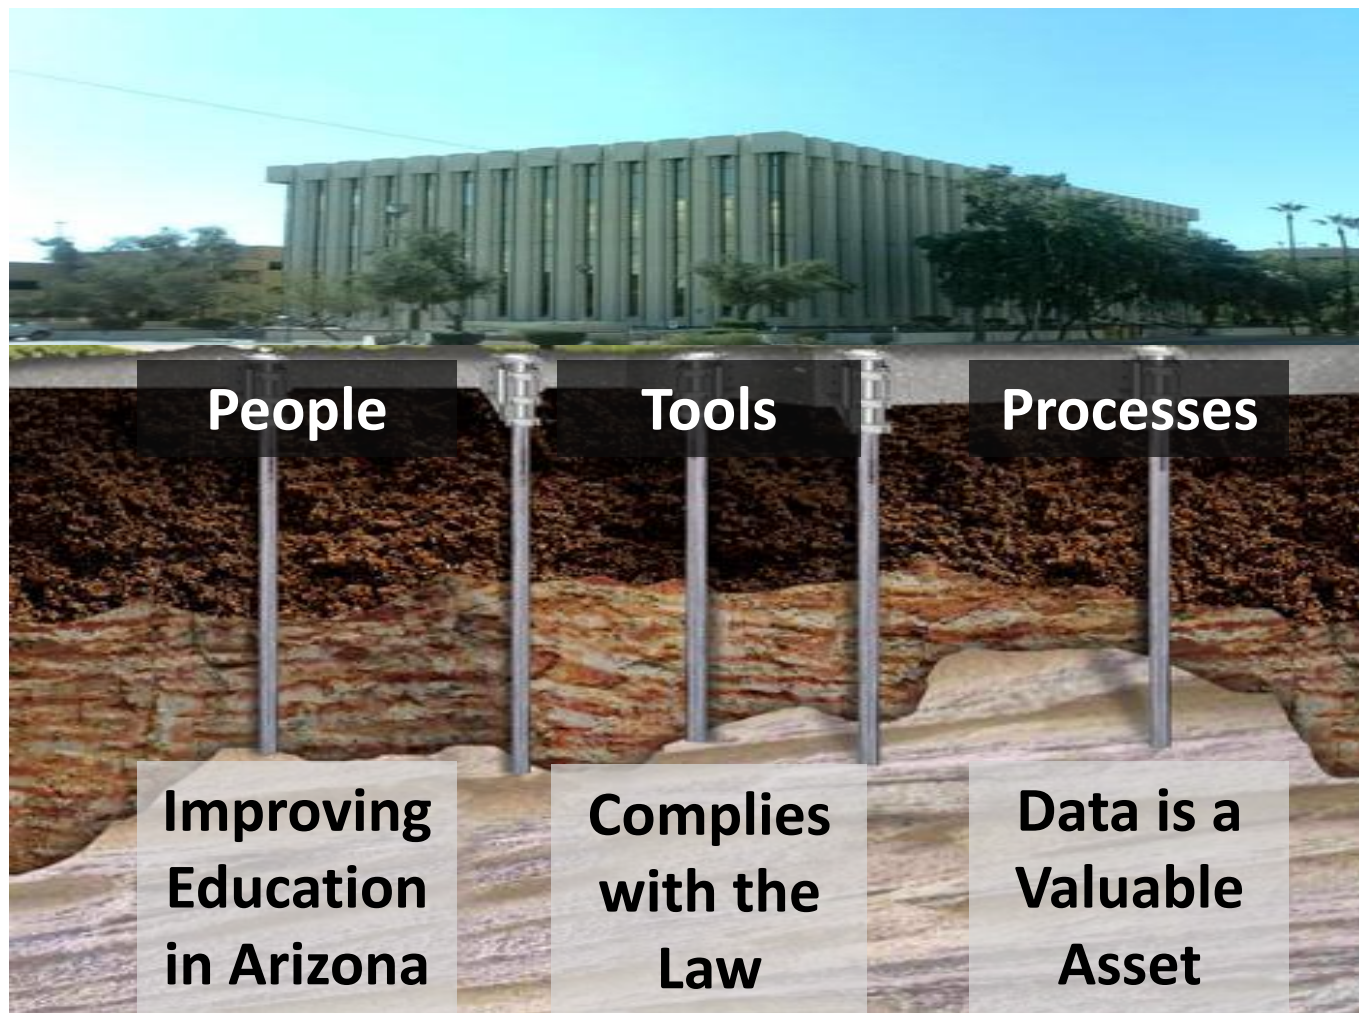 People
Tools
Processes
Improving
Education
in Arizona
Complies
with the
Law
Data is a
Valuable
Asset